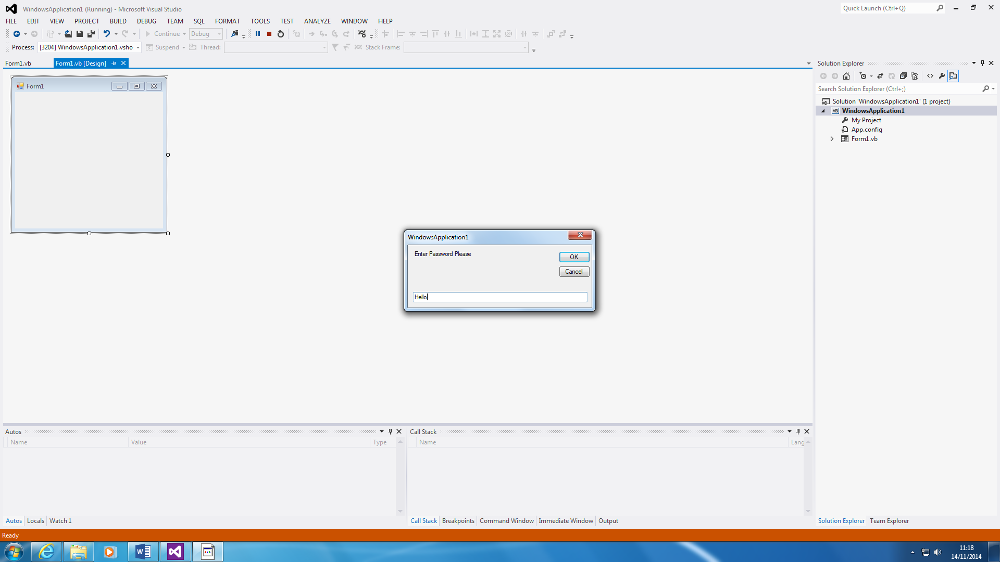 WindowsApplication1 (Running) - Microsoft Visual Studio
Quick Launch (Ctrl+Q)
FILE EDIT VIEW PROJECT BUILD DEBUG TEAM SQL FORMAT TOOLS TEST ANALYZE WINDOW HELP
Continue Debug
Process: [3204] WindowsApplication1.vsho Suspend Thread: Stack Frame:
Form1.vb Form1.vb [Design]
Solution Explorer
Form1
Search Solution Explorer (Ctrl+;)
Solution 'WindowsApplication1' (1 project)
VB WindowsApplication1
My Project
App.config
Form1.vb
WindowsApplication1
Enter Password Please
OK
Cancel
Hello
Autos
Name Value Type
Call Stack
Name Lang
Autos Locals Watch 1
Call Stack Breakpoints Command Window Immediate Window Output
Solution Explorer Team Explorer
Ready
11:18
14/11/2014